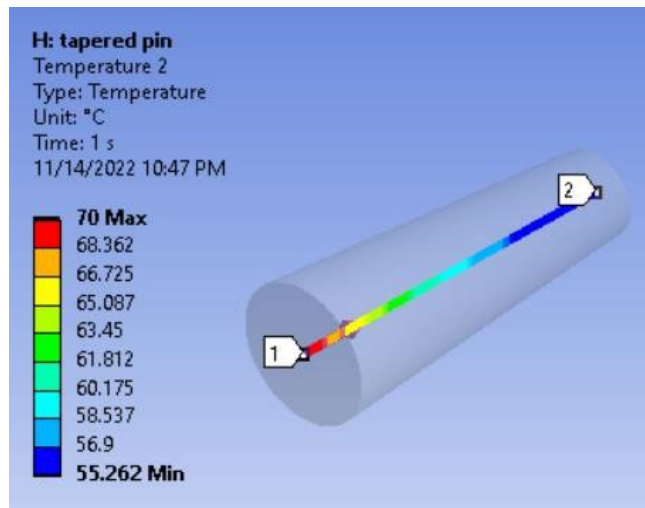 H: tapered pin
Temperature 2
Type: Temperature
Unit: °C
Time: 1 s
11/14/2022 10:47 PM
70 Max
68.362
66.725
65.087
63.45
61.812
60.175
58.537
56.9
55.262 Min
2
1